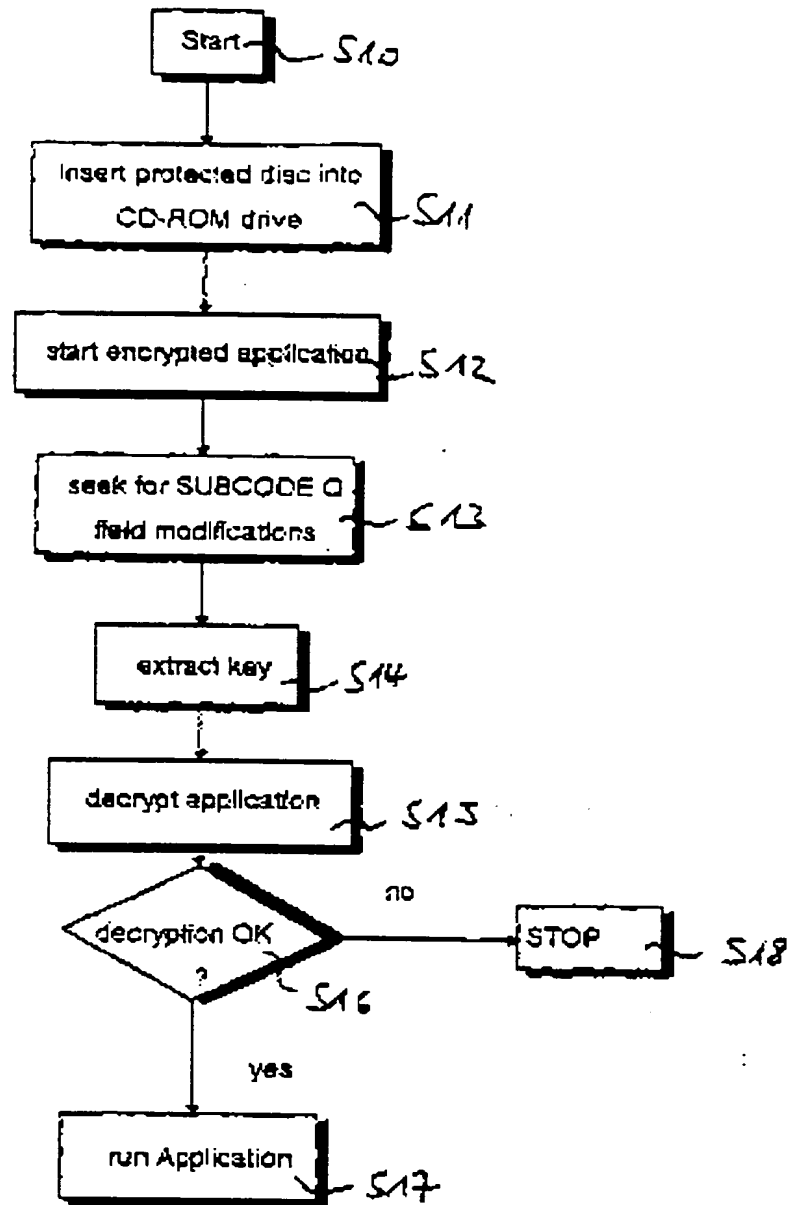 Start S10
Insert protected disc into
CD-ROM drive S11
start encrypted application S12
seek for SUBCODE Q
field modifications S13
extract key S14
decrypt application S15
no
decryption OK
?
S16
STOP S18
yes
run Application S17